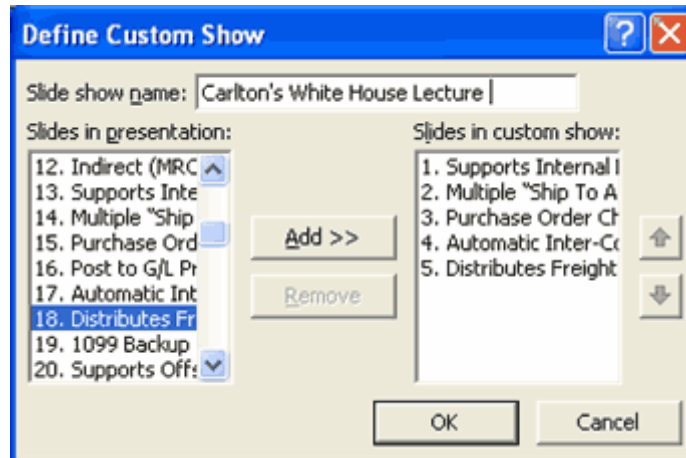 Define Custom Show
Slide show name: Carlton's White House Lecture
Slides in presentation:
12. Indirect (MRC
13. Supports Inte
14. Multiple "Ship
15. Purchase Ord
16. Post to G/L Pr
17. Automatic Int
18. Distributes Fr
19. 1099 Backup
20. Supports Offs
Add >>
Remove
Slides in custom show:
1. Supports Internal I
2. Multiple "Ship To A
3. Purchase Order Ch
4. Automatic Inter-Co
5. Distributes Freight
OK
Cancel